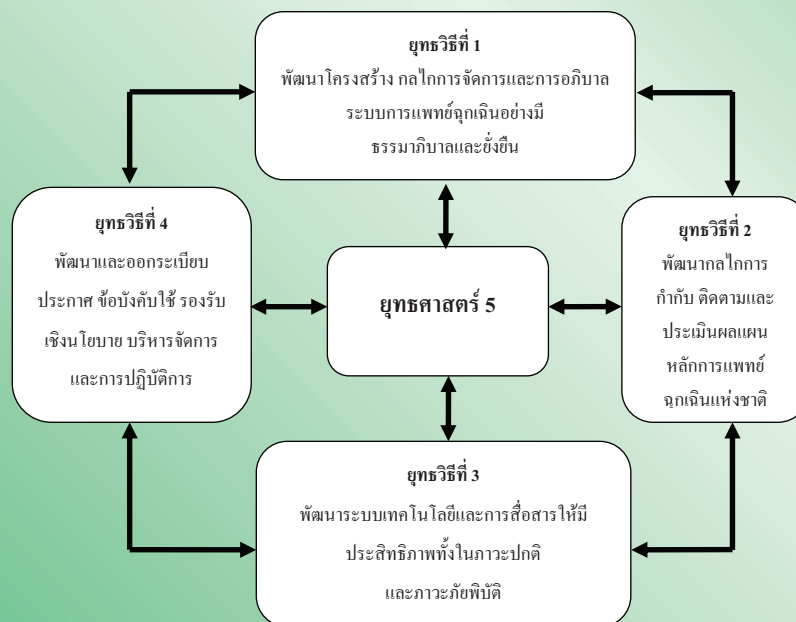 ยุทธวิธีที่ 1
พัฒนาโครงสร้าง กลไกการจัดการและการอภิบาล
ระบบการแพทย์ฉุกเฉินอย่างมี
ธรรมาภิบาลและยั่งยืน
ยุทธวิธีที่ 4
พัฒนาและออกระเบียบ
ประกาศ ข้อบังคับใช้ รองรับ
เชิงนโยบาย บริหารจัดการ
และการปฏิบัติการ
ยุทธศาสตร์ 5
ยุทธวิธีที่ 2
พัฒนากลไกการ
กำกับ ติดตามและ
ประเมินผลแผน
หลักการแพทย์
ฉุกเฉินแห่งชาติ
ยุทธวิธีที่ 3
พัฒนาระบบเทคโนโลยีและการสื่อสารให้มี
ประสิทธิภาพทั้งในภาวะปกติ
และภาวะภัยพิบัติ